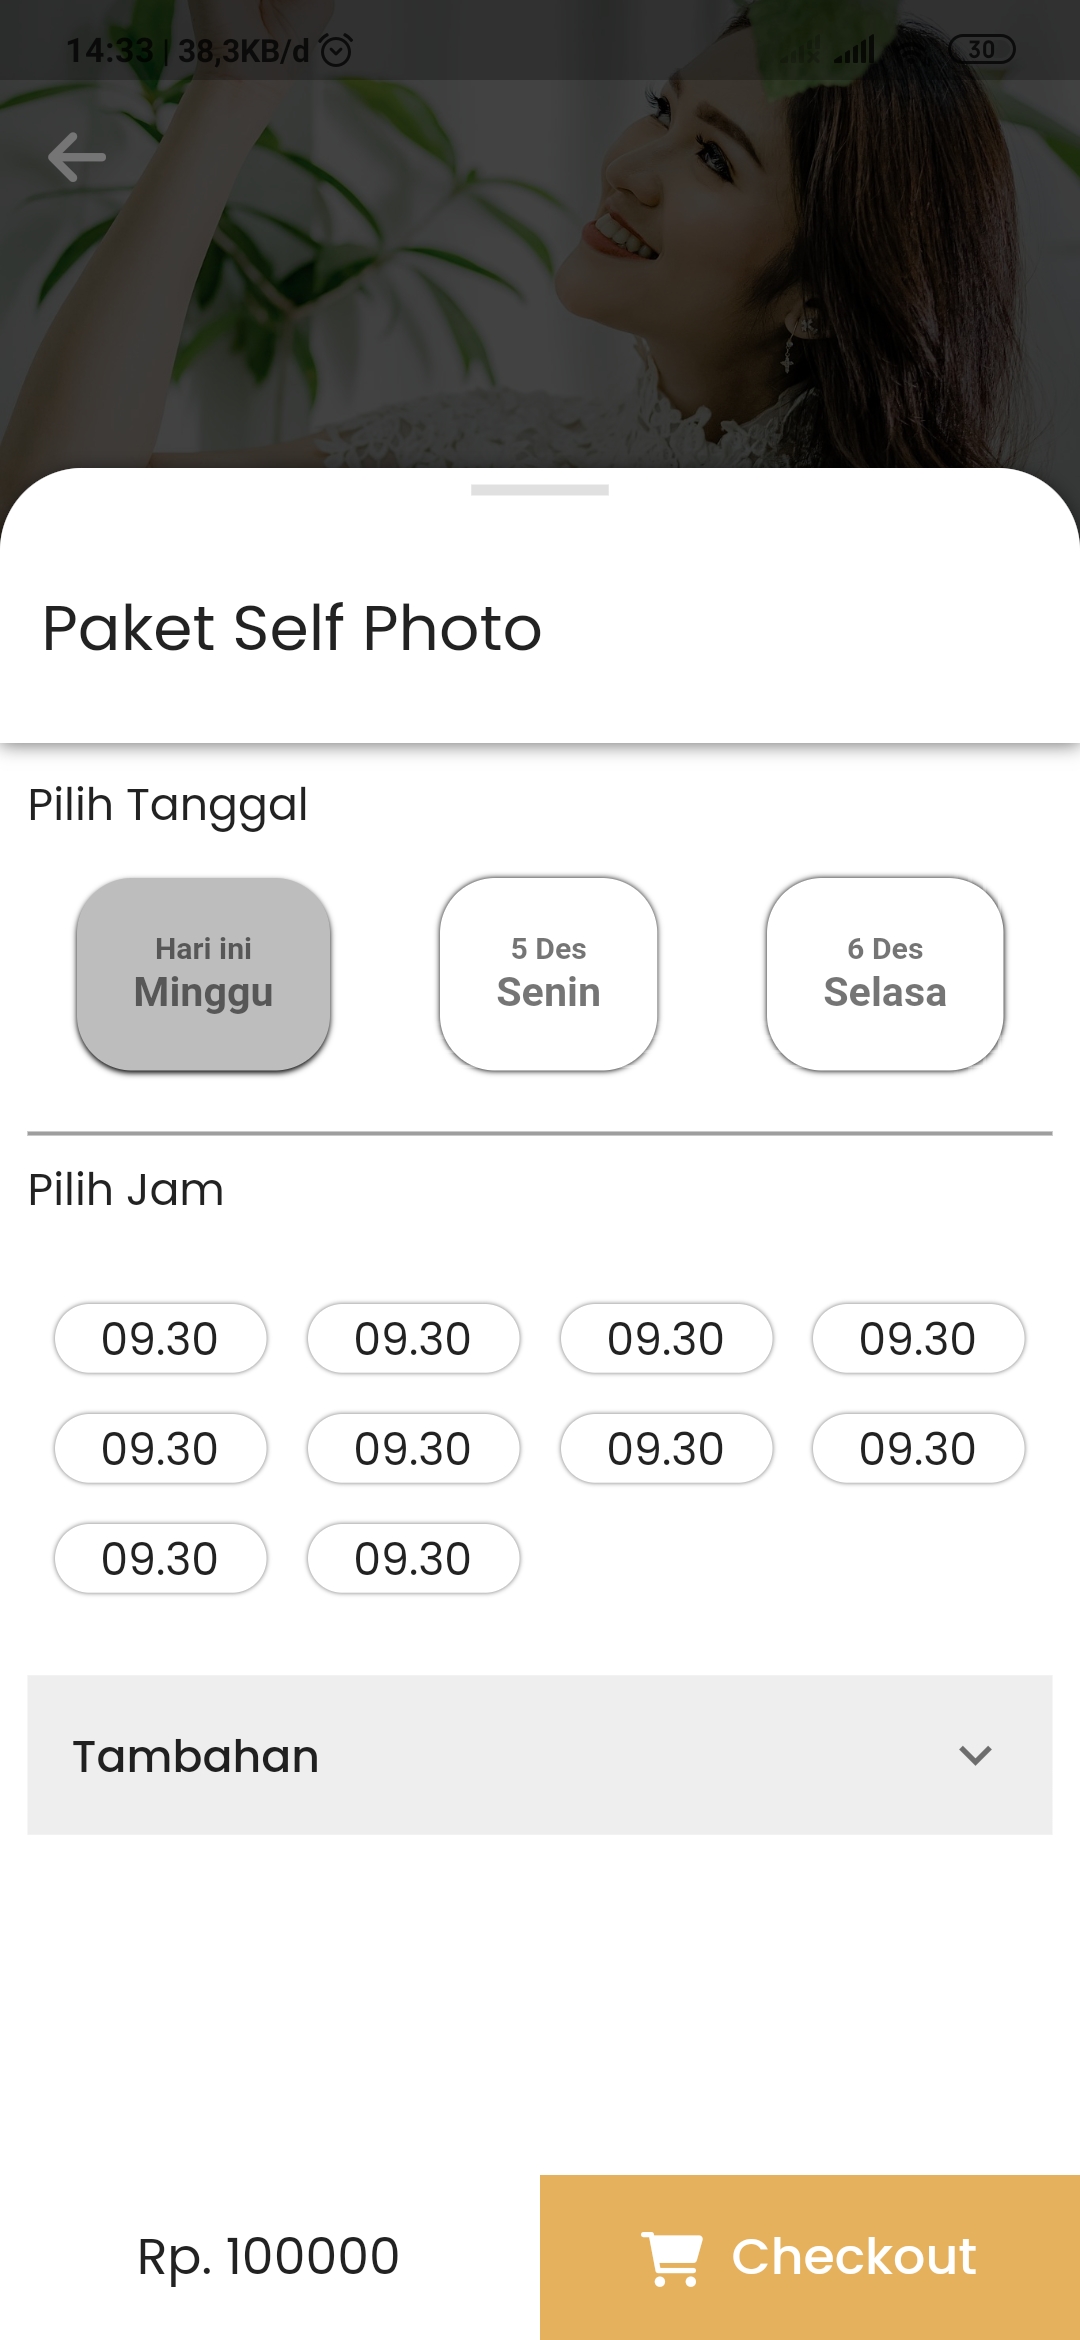 14:33 | 38,3KB/d
30
Paket Self Photo
Pilih Tanggal
Hari ini
Minggu
5 Des
Senin
6 Des
Selasa
Pilih Jam
09.30 09.30 09.30 09.30
09.30 09.30 09.30 09.30
09.30 09.30
Tambahan
Rp. 100000
Checkout